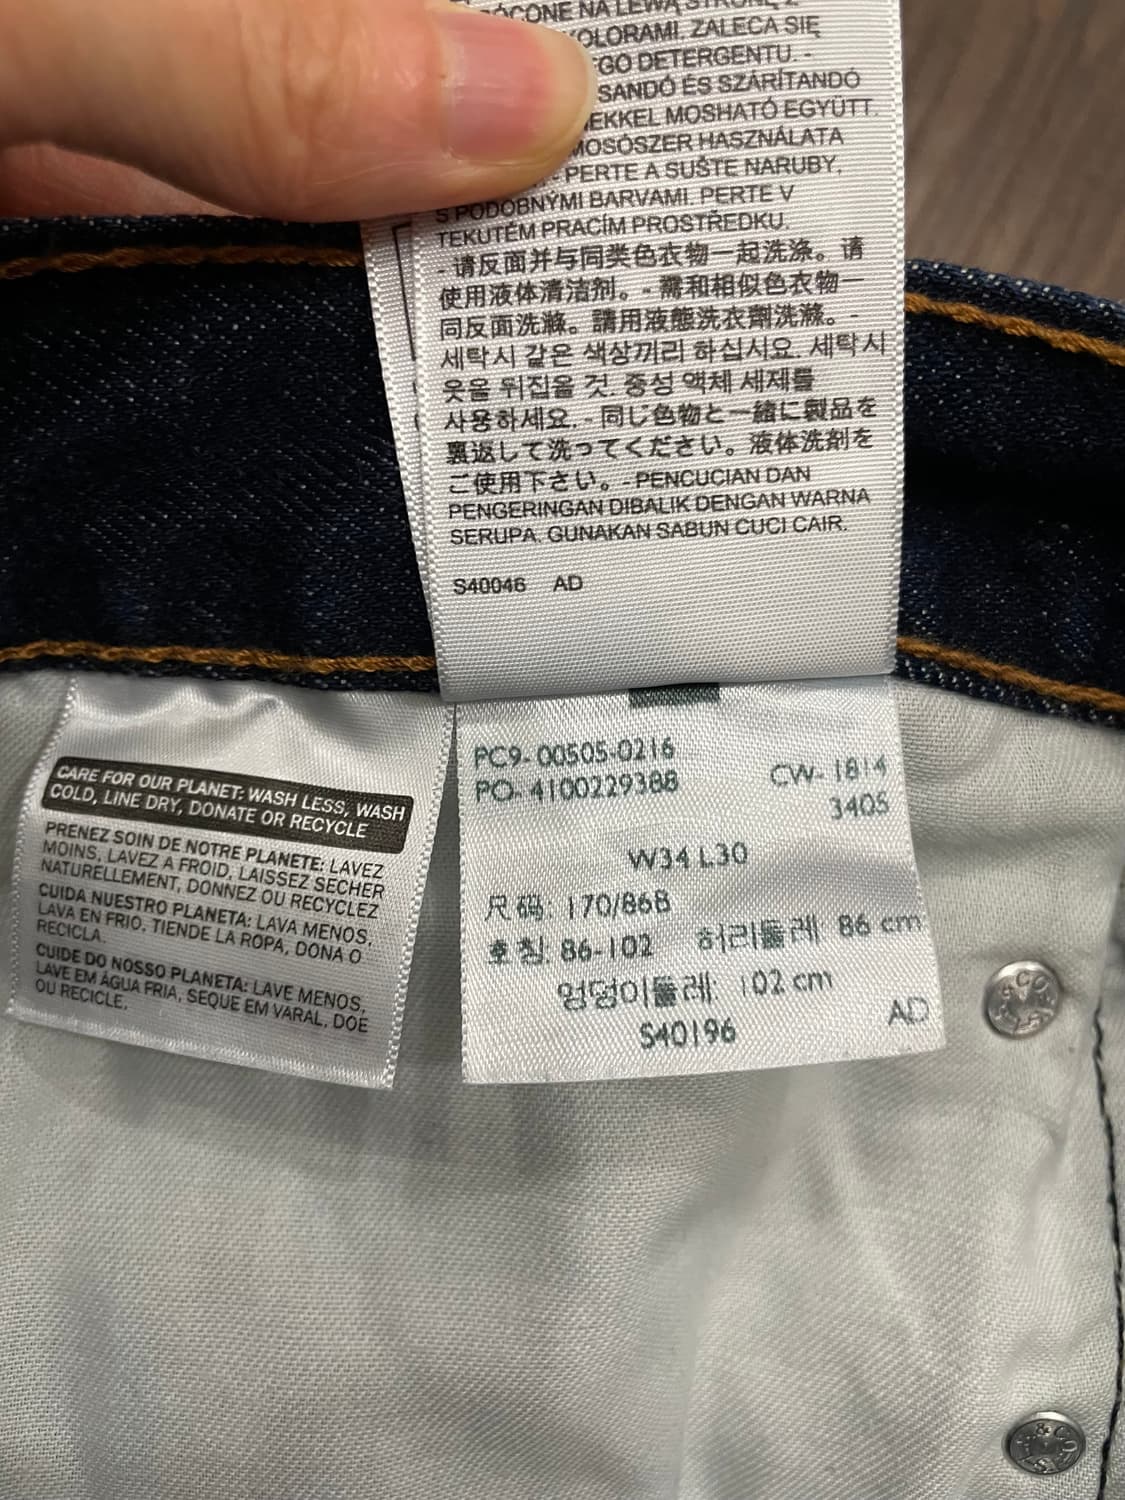 ÓCONE NA LEWĄ STRONĘ Z
KOLORAMI. ZALECA SIĘ
GO DETERGENTU. -
SANDÓ ÉS SZÁRÍTANDÓ
EKKEL MOSHATÓ EGYÜTT.
MOSÓSZER HASZNÁLATA
PERTE A SUŠTE NARUBY,
S PODOBNÝMI BARVAMI. PERTE V
TEKUTÉM PRACÍM PROSTŘEDKU.
- 请反面并与同类色衣物一起洗涤。请
使用液体清洁剂。- 需和相似色衣物一
同反面洗滌。請用液態洗衣劑洗滌。-
세탁시 같은 색상끼리 하십시요. 세탁시
옷을 뒤집을 것. 중성 액체 세제를
사용하세요. - 同じ色物と一緒に製品を
裏返して洗ってください。液体洗剤を
ご使用下さい。- PENCUCIAN DAN
PENGERINGAN DIBALIK DENGAN WARNA
SERUPA. GUNAKAN SABUN CUCI CAIR.
S40046 AD
CARE FOR OUR PLANET: WASH LESS, WASH
COLD, LINE DRY, DONATE OR RECYCLE
PRENEZ SOIN DE NOTRE PLANETE: LAVEZ
MOINS, LAVEZ A FROID, LAISSEZ SECHER
NATURELLEMENT, DONNEZ OU RECYCLEZ
CUIDA NUESTRO PLANETA: LAVA MENOS,
LAVA EN FRIO, TIENDE LA ROPA, DONA O
RECICLA.
CUIDE DO NOSSO PLANETA: LAVE MENOS,
LAVE EM ÁGUA FRIA, SEQUE EM VARAL, DOE
OU RECICLE.
PC9-00505-0216
PO-4100229388
CW-1814
3405
W34 L30
尺码: 170/86B
호칭: 86-102 허리둘레 86 cm
엉덩이둘레: 102 cm
S40196
AD